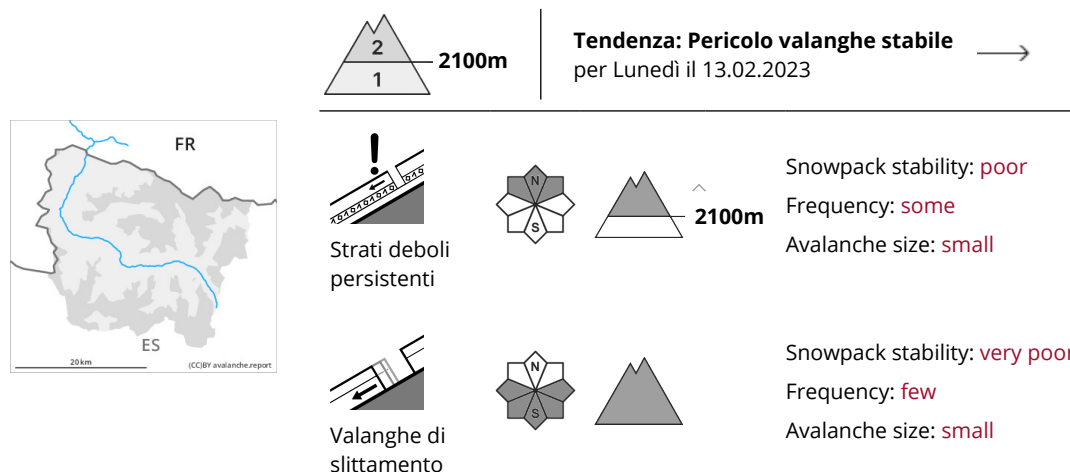 2
1
2100m
Tendenza: Pericolo valanghe stabile
per Lunedì il 13.02.2023
FR
ES
20 km
(CC)BY avalanche.report
N
S
2100m
Strati deboli
persistenti
Snowpack stability: poor
Frequency: some
Avalanche size: small
N
S
Valanghe di
slittamento
Snowpack stability: very poor
Frequency: few
Avalanche size: small